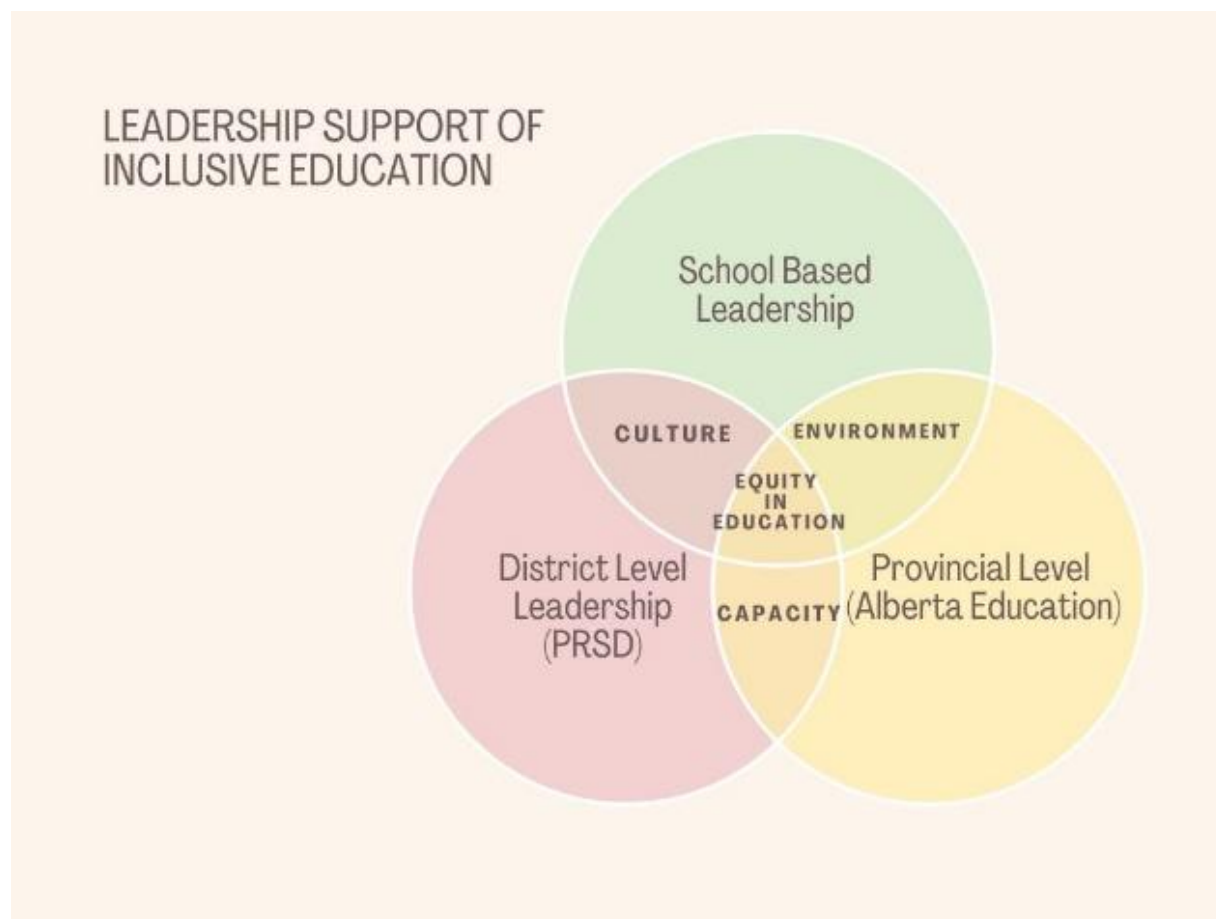 LEADERSHIP SUPPORT OF
INCLUSIVE EDUCATION
School Based
Leadership
CULTURE
ENVIRONMENT
EQUITY
IN
EDUCATION
District Level
Leadership
(PRSD)
CAPACITY
Provincial Level
(Alberta Education)